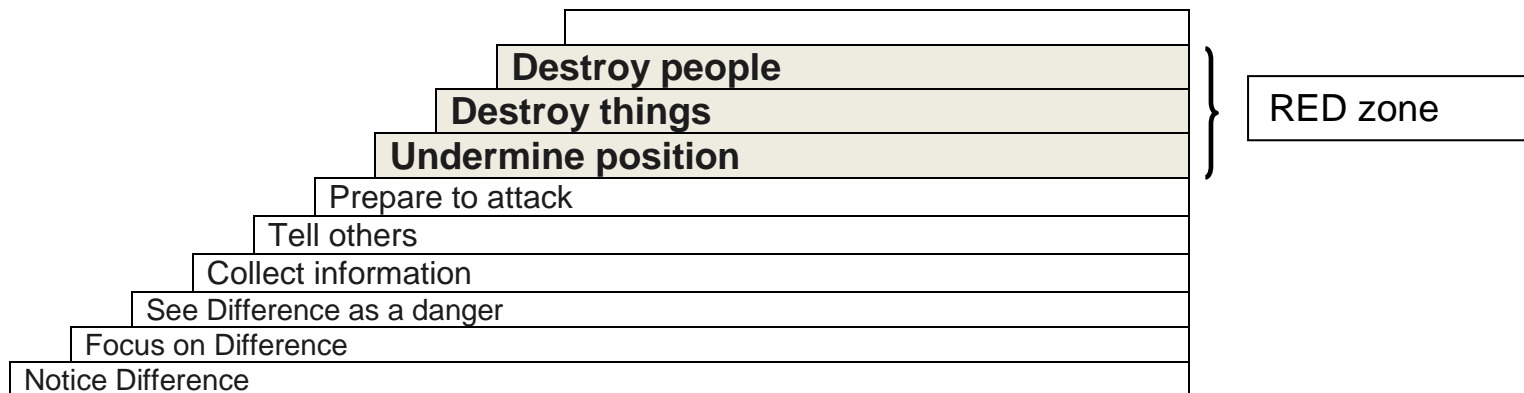 Destroy people
Destroy things
RED zone
Undermine position
Prepare to attack
Tell others
Collect information
See Difference as a danger
Focus on Difference
Notice Difference